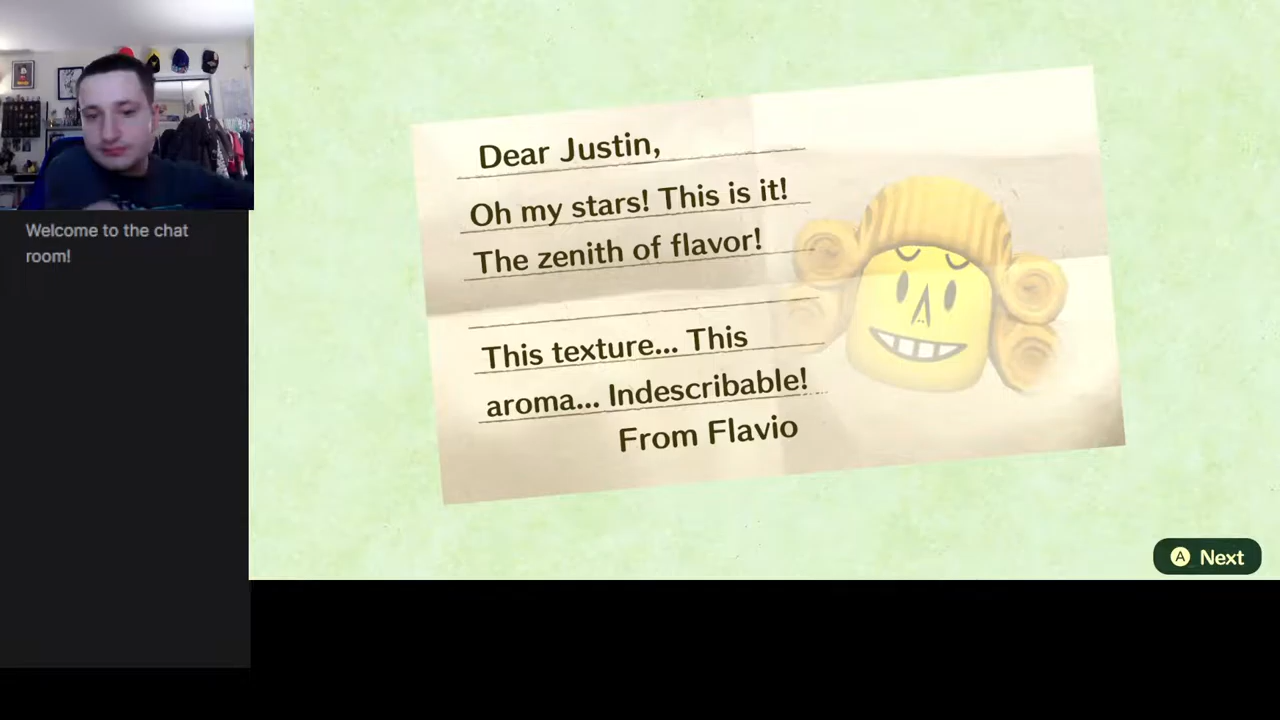 Welcome to the chat
room!
Dear Justin,
Oh my stars! This is it!
The zenith of flavor!
This texture... This
aroma... Indescribable!
From Flavio
A Next